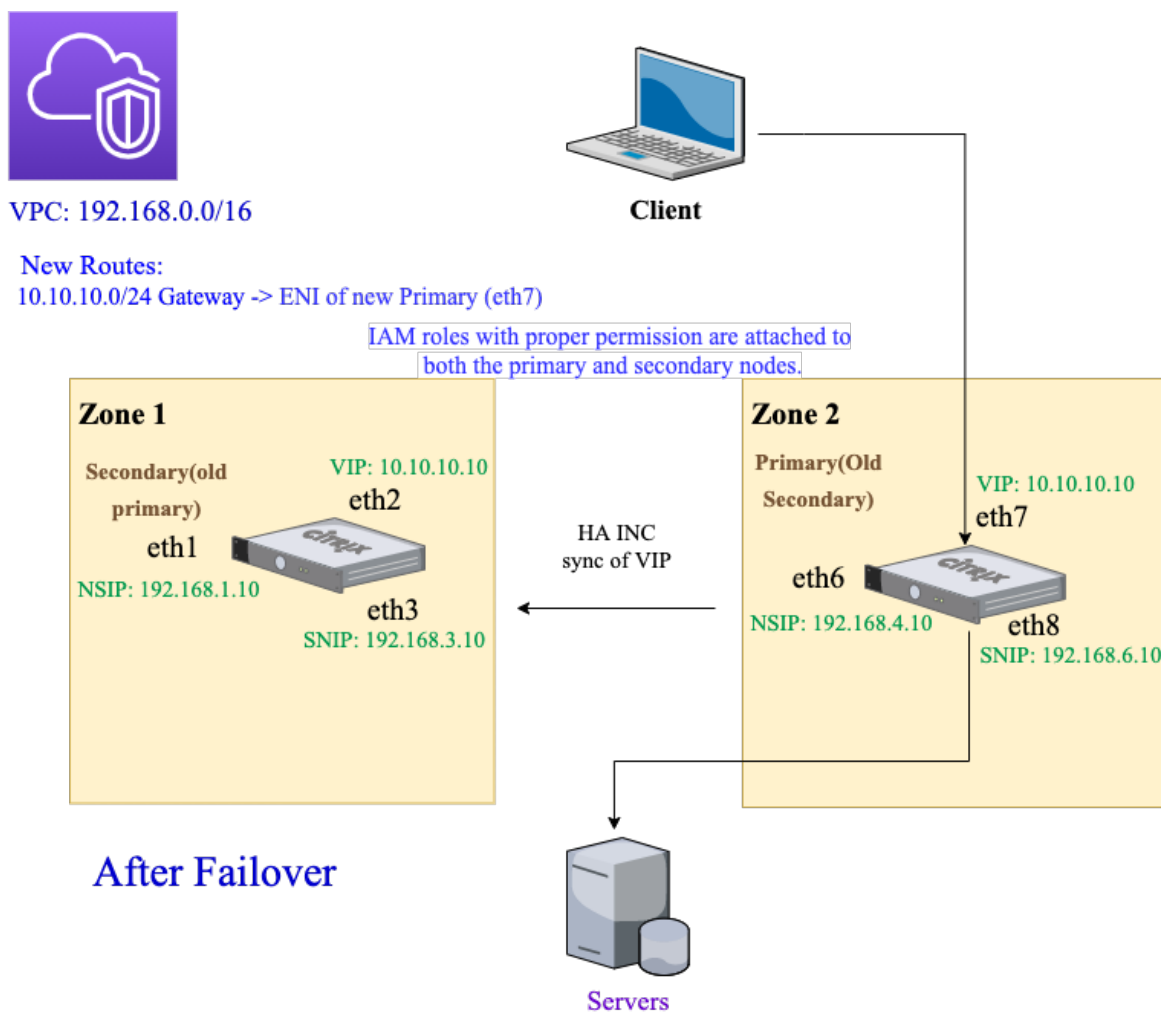 Client
VPC: 192.168.0.0/16
New Routes:
10.10.10.0/24 Gateway -> ENI of new Primary (eth7)
IAM roles with proper permission are attached to
both the primary and secondary nodes.
Zone 1
Secondary(old
primary)
VIP: 10.10.10.10
eth2
eth1
citrix
NSIP: 192.168.1.10
eth3
SNIP: 192.168.3.10
HA INC
sync of VIP
Zone 2
Primary(Old
Secondary)
VIP: 10.10.10.10
eth7
eth6
citrix
NSIP: 192.168.4.10
eth8
SNIP: 192.168.6.10
After Failover
Servers